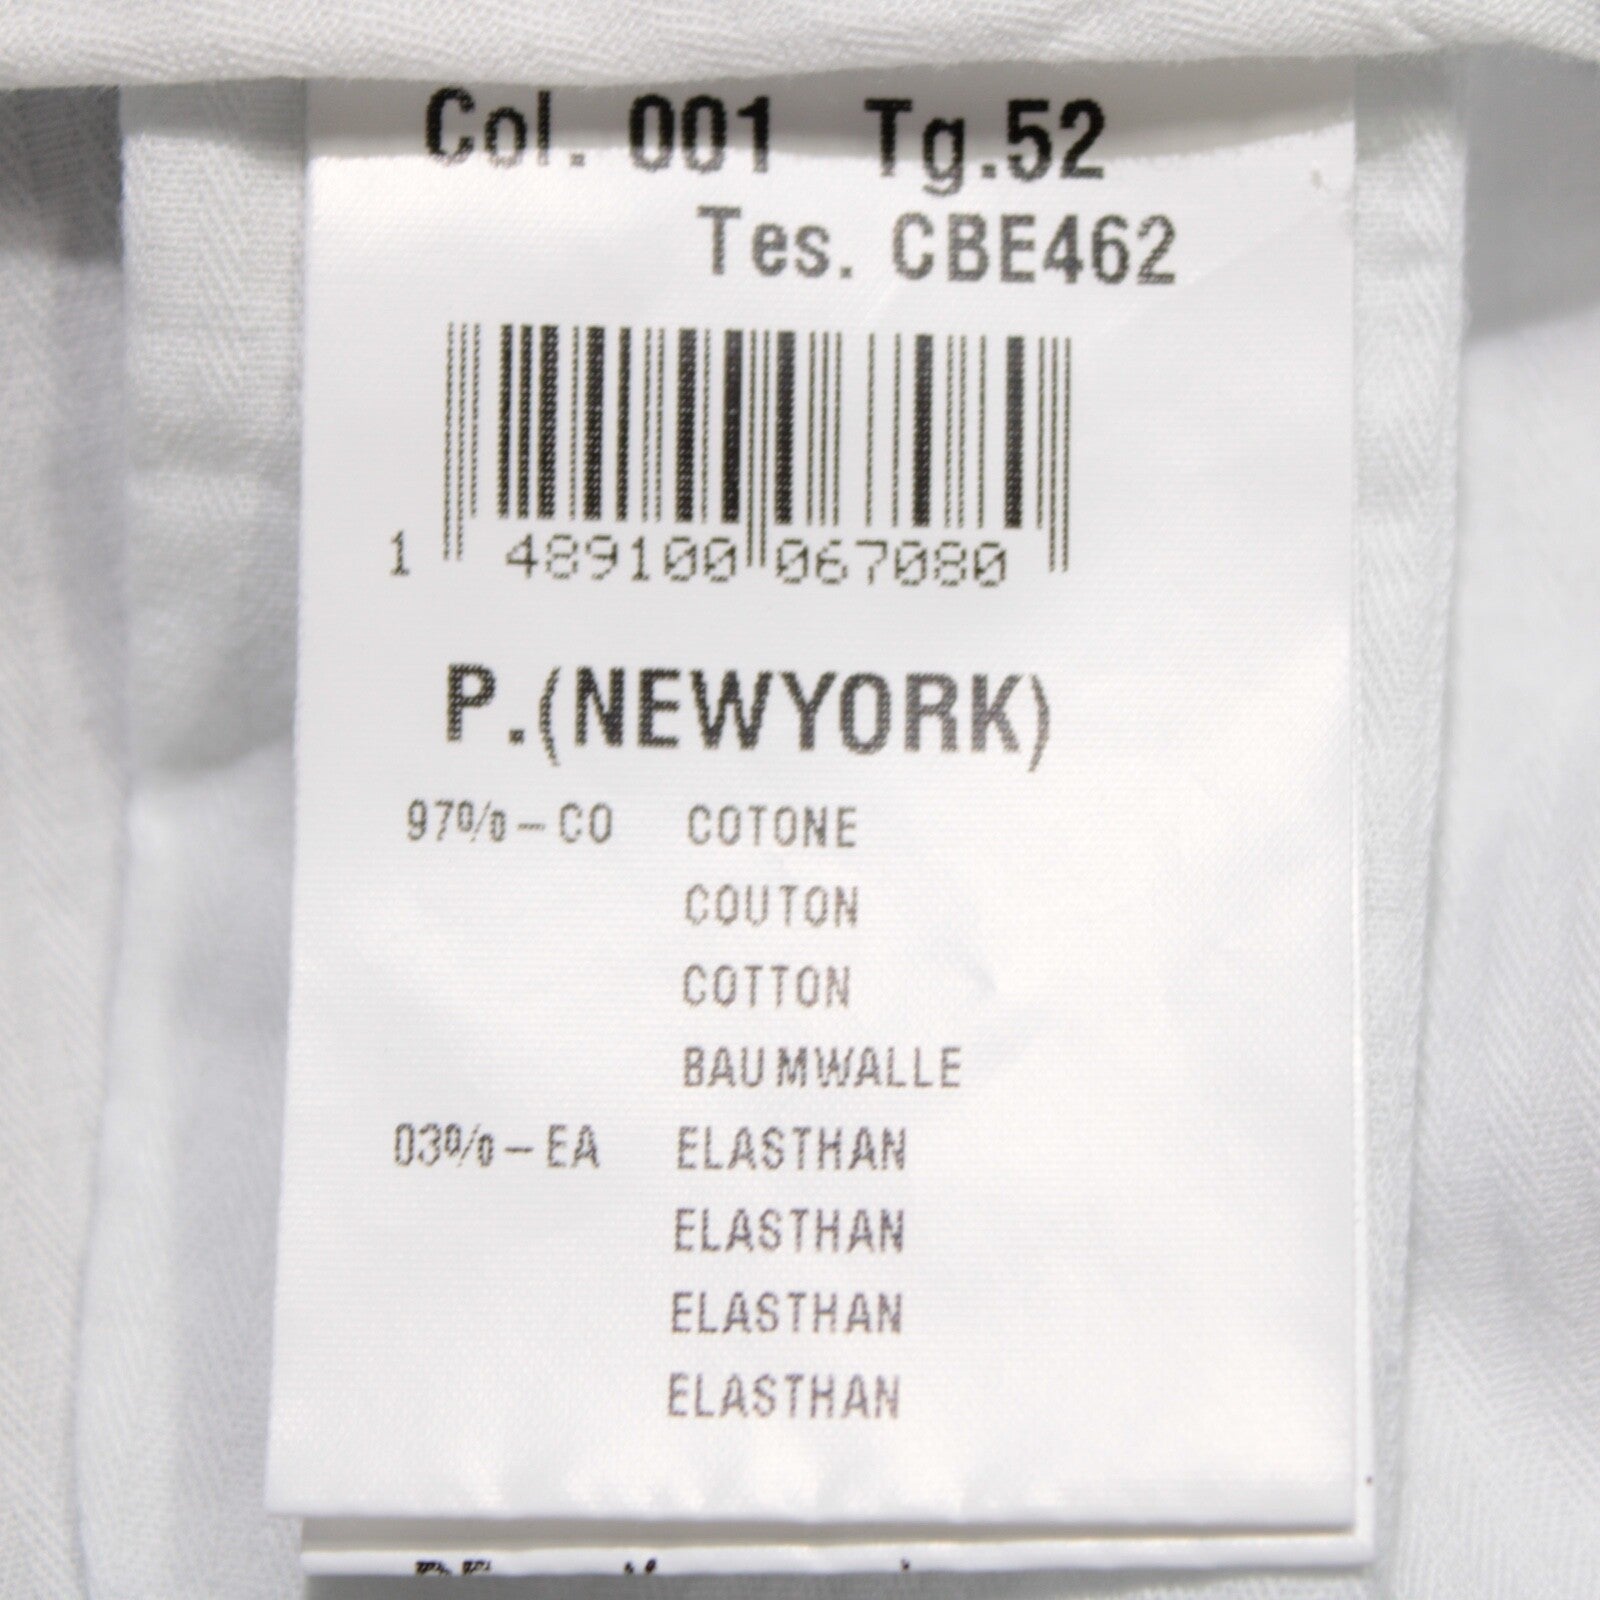 Col. 001 Tg.52
Tes. CBE462
1 489100 067080
P.(NEWYORK)
97%-CO COTONE
COUTON
COTTON
BAUMWALLE
03%-EA ELASTHAN
ELASTHAN
ELASTHAN
ELASTHAN